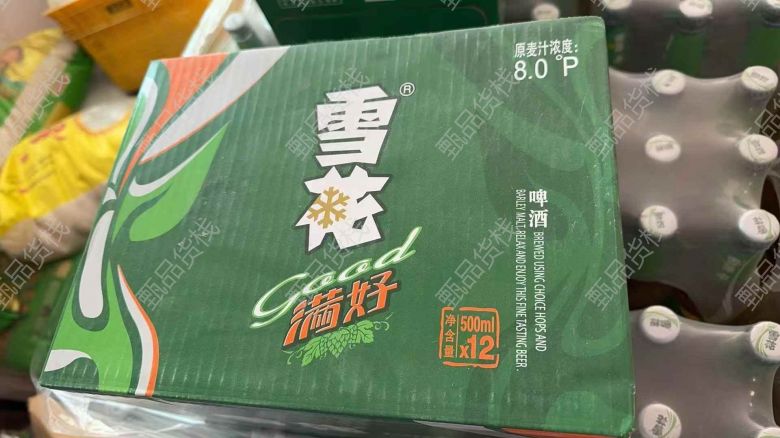 原麦汁浓度:
8.0°P
雪花®
Good
满好
啤酒
BREWED USING CHOICE HOPS AND
BARLEY MALT.RELAX AND ENJOY THIS FINE TASTING BEER.
净含量
500ml
x12
甄品货栈